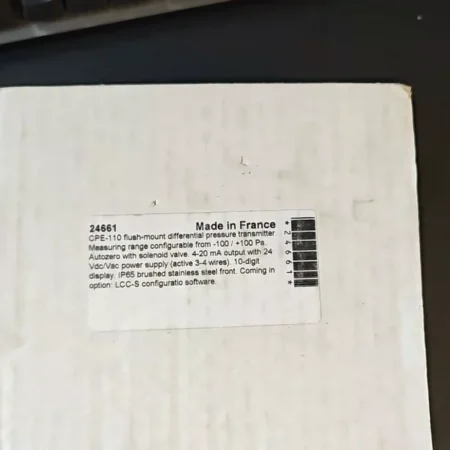 24661 Made in France
CPE-110 flush-mount differential pressure transmitter.
Measuring range configurable from -100 / +100 Pa.
Autozero with solenoid valve. 4-20 mA output with 24
Vdc/Vac power supply (active 3-4 wires). 10-digit
display. IP65 brushed stainless steel front. Coming in
option: LCC-S configuratio software.
*24661*